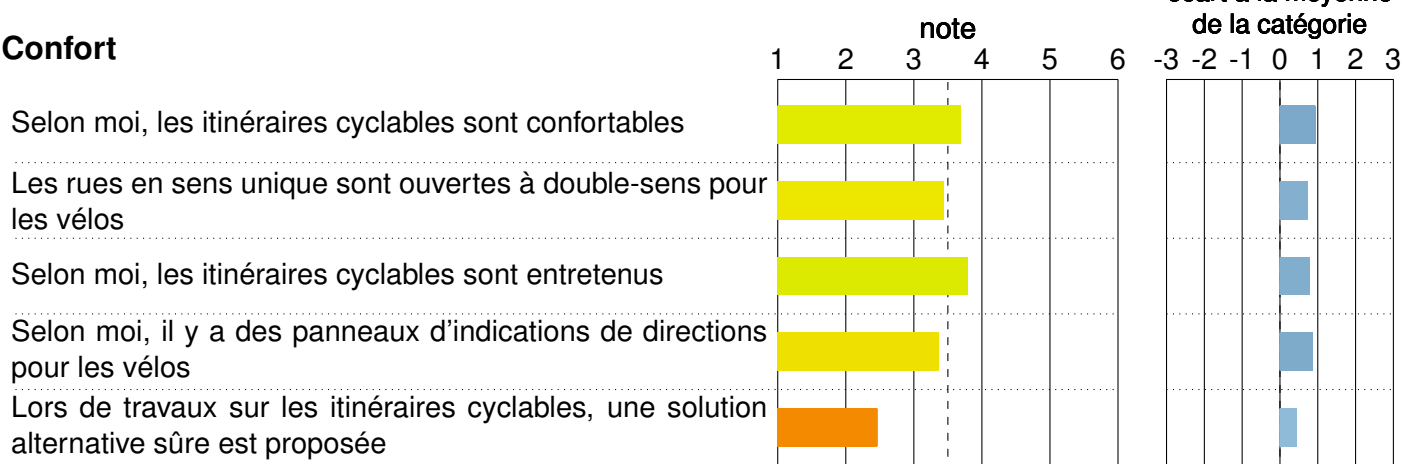 note
de la catégorie
Confort
1 2 3 4 5 6 -3 -2 -1 0 1 2 3
Selon moi, les itinéraires cyclables sont confortables
Les rues en sens unique sont ouvertes à double-sens pour
les vélos
Selon moi, les itinéraires cyclables sont entretenus
Selon moi, il y a des panneaux d'indications de directions
pour les vélos
Lors de travaux sur les itinéraires cyclables, une solution
alternative sûre est proposée